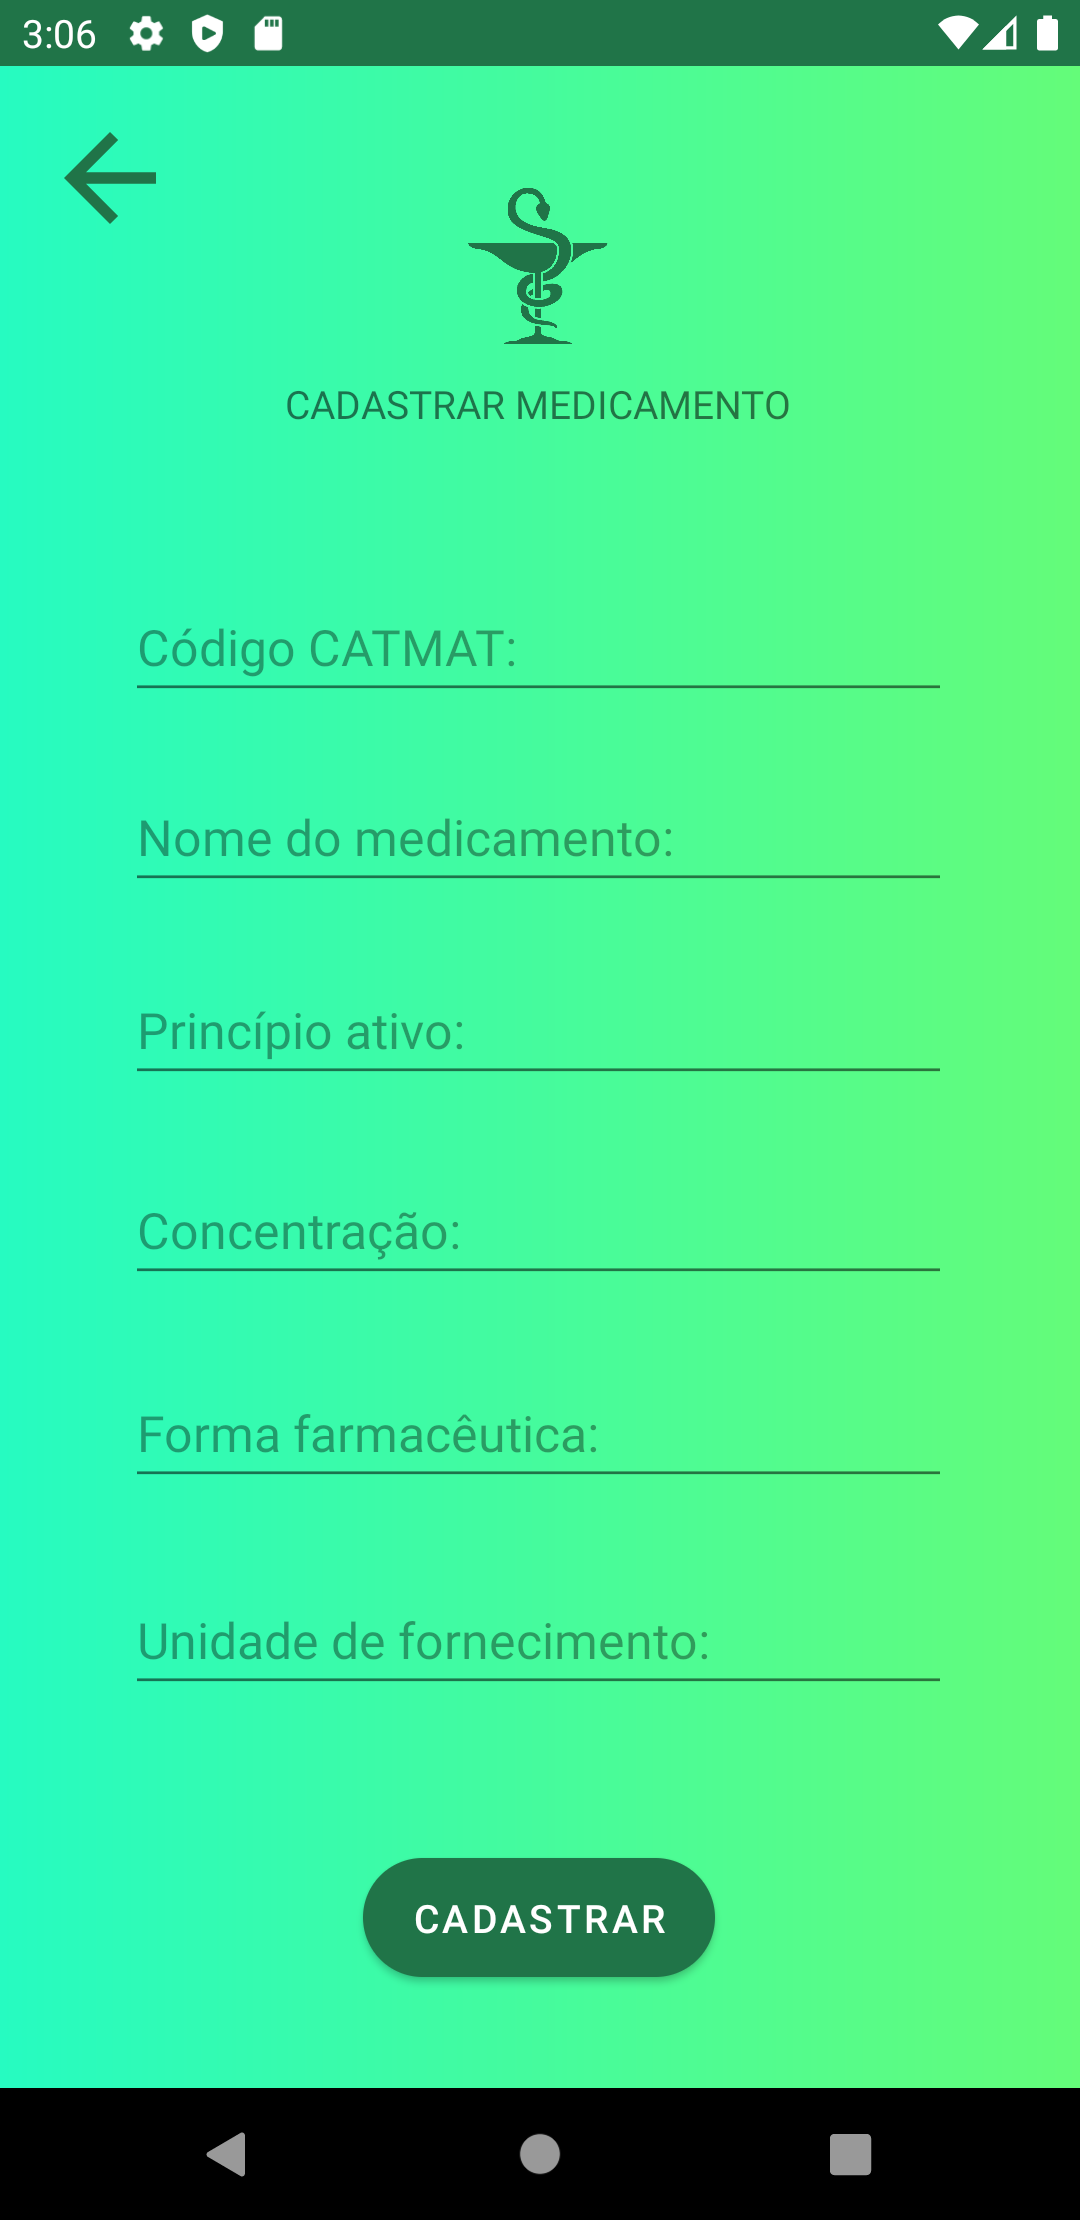 3:06
CADASTRAR MEDICAMENTO
Código CATMAT:
Nome do medicamento:
Princípio ativo:
Concentração:
Forma farmacêutica:
Unidade de fornecimento:
CADASTRAR